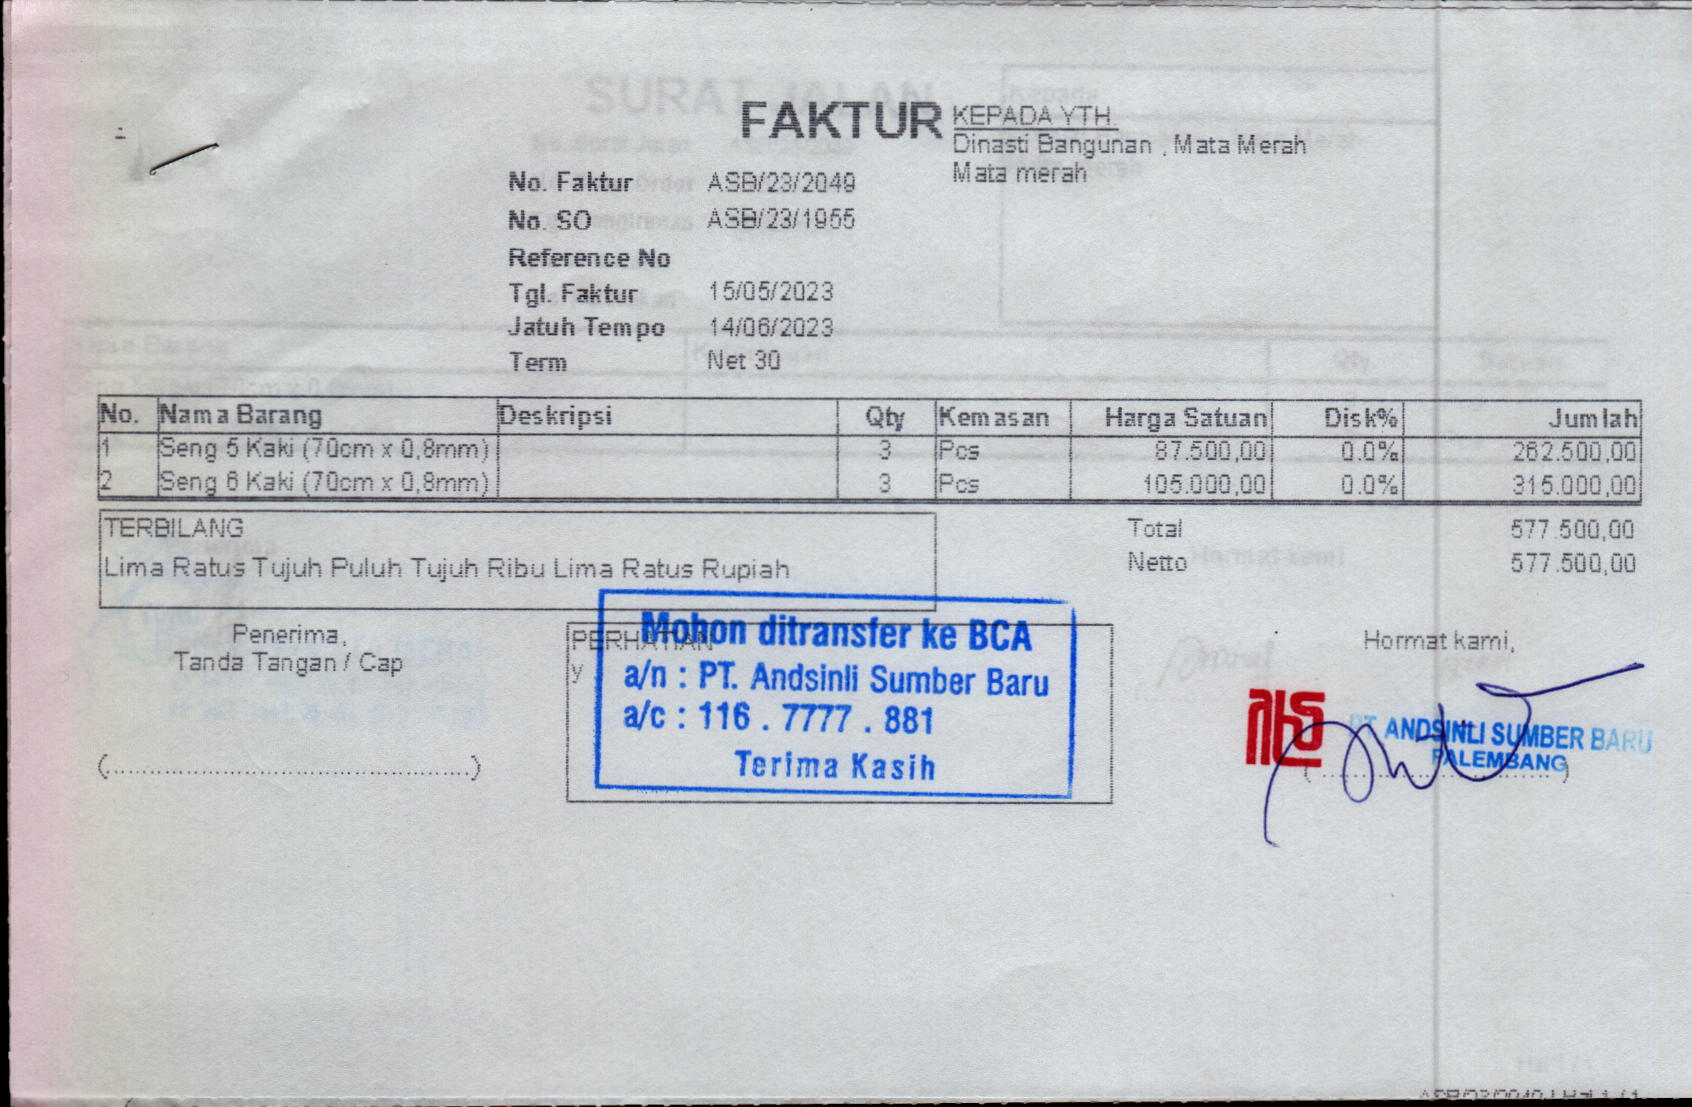 FAKTUR
KEPADA YTH.
Dinasti Bangunan , Mata Merah
Mata merah
No. Faktur ASB/23/2049
No. SO ASB/23/1955
Reference No
Tgl. Faktur 15/05/2023
Jatuh Tempo 14/06/2023
Term Net 30
No. Nama Barang Deskripsi Qty Kemasan Harga Satuan Disk% Jumlah
1 Seng 5 Kaki (70cm x 0,8mm) 3 Pcs 87.500,00 0.0% 262.500,00
2 Seng 6 Kaki (70cm x 0,8mm) 3 Pcs 105.000,00 0.0% 315.000,00
TERBILANG
Lima Ratus Tujuh Puluh Tujuh Ribu Lima Ratus Rupiah
Total 577.500,00
Netto 577.500,00
Penerima,
Tanda Tangan / Cap
(...............................................)
PERHATIAN
y
Mohon ditransfer ke BCA
a/n : PT. Andsinli Sumber Baru
a/c : 116 . 7777 . 881
Terima Kasih
Hormat kami,
PT ANDSINLI SUMBER BARU
PALEMBANG
SURAT JALAN
Kepada
Hormat kami